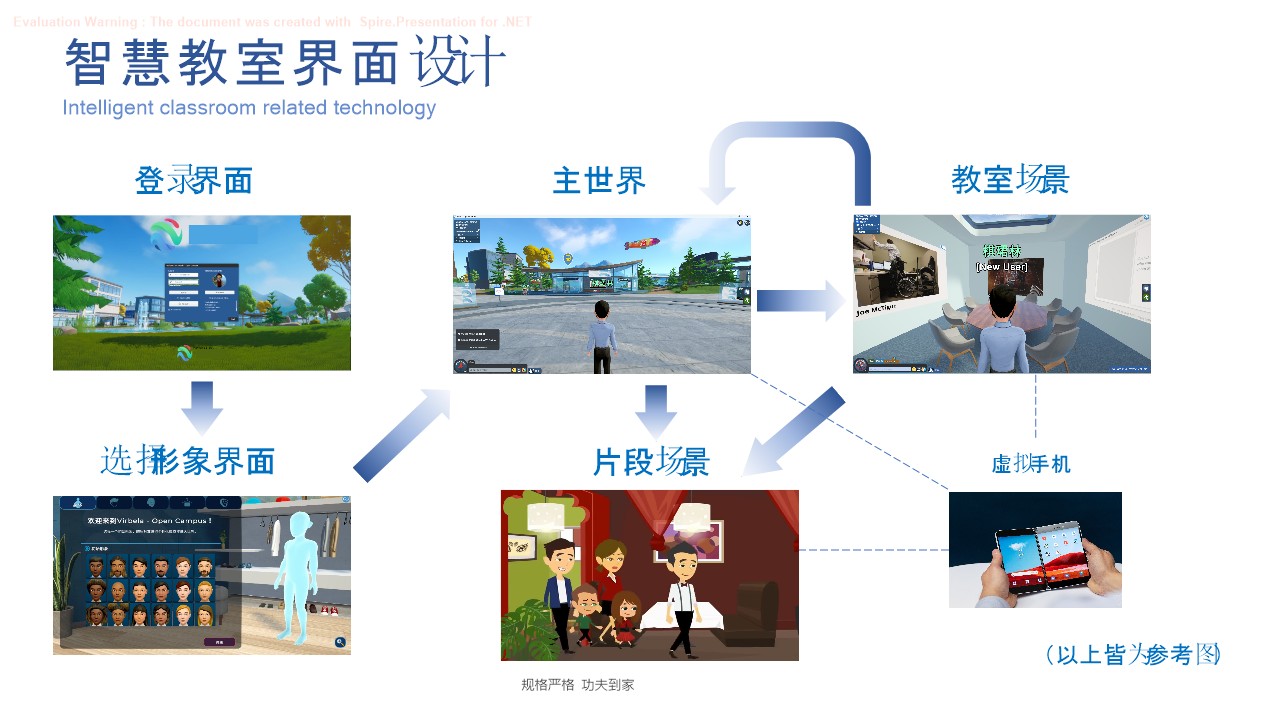 Evaluation Warning : The document was created with  Spire.Presentation for .NET
智慧教室界面设计
Intelligent classroom related technology
登录界面
主世界
教室场景
[New User]
Joe McTigue
选择形象界面
片段场景
虚拟手机
欢迎来到Virbela - Open Campus！
（以上皆为参考图）
规格严格 功夫到家